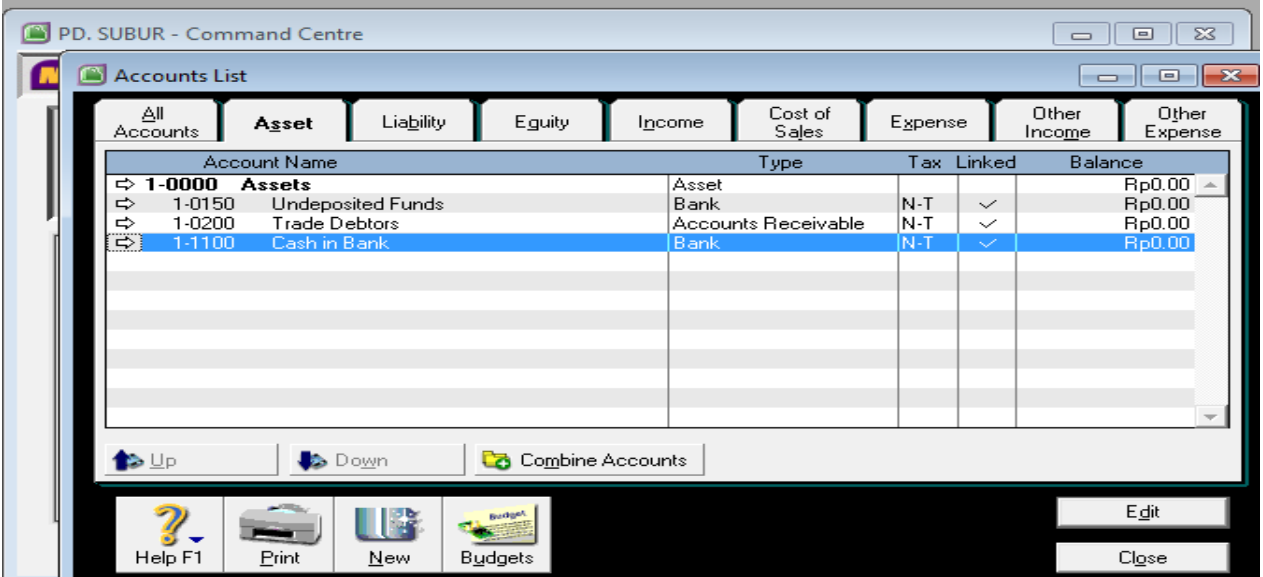 PD. SUBUR - Command Centre
Accounts List
All Accounts Asset Liability Equity Income Cost of Sales Expense Other Income Other Expense
Account Name Type Tax Linked Balance
1-0000 Assets Asset Rp0.00
1-0150 Undeposited Funds Bank N-T Rp0.00
1-0200 Trade Debtors Accounts Receivable N-T Rp0.00
1-1100 Cash in Bank Bank N-T Rp0.00
Up Down Combine Accounts
Budget
Edit
Help F1 Print New Budgets
Close